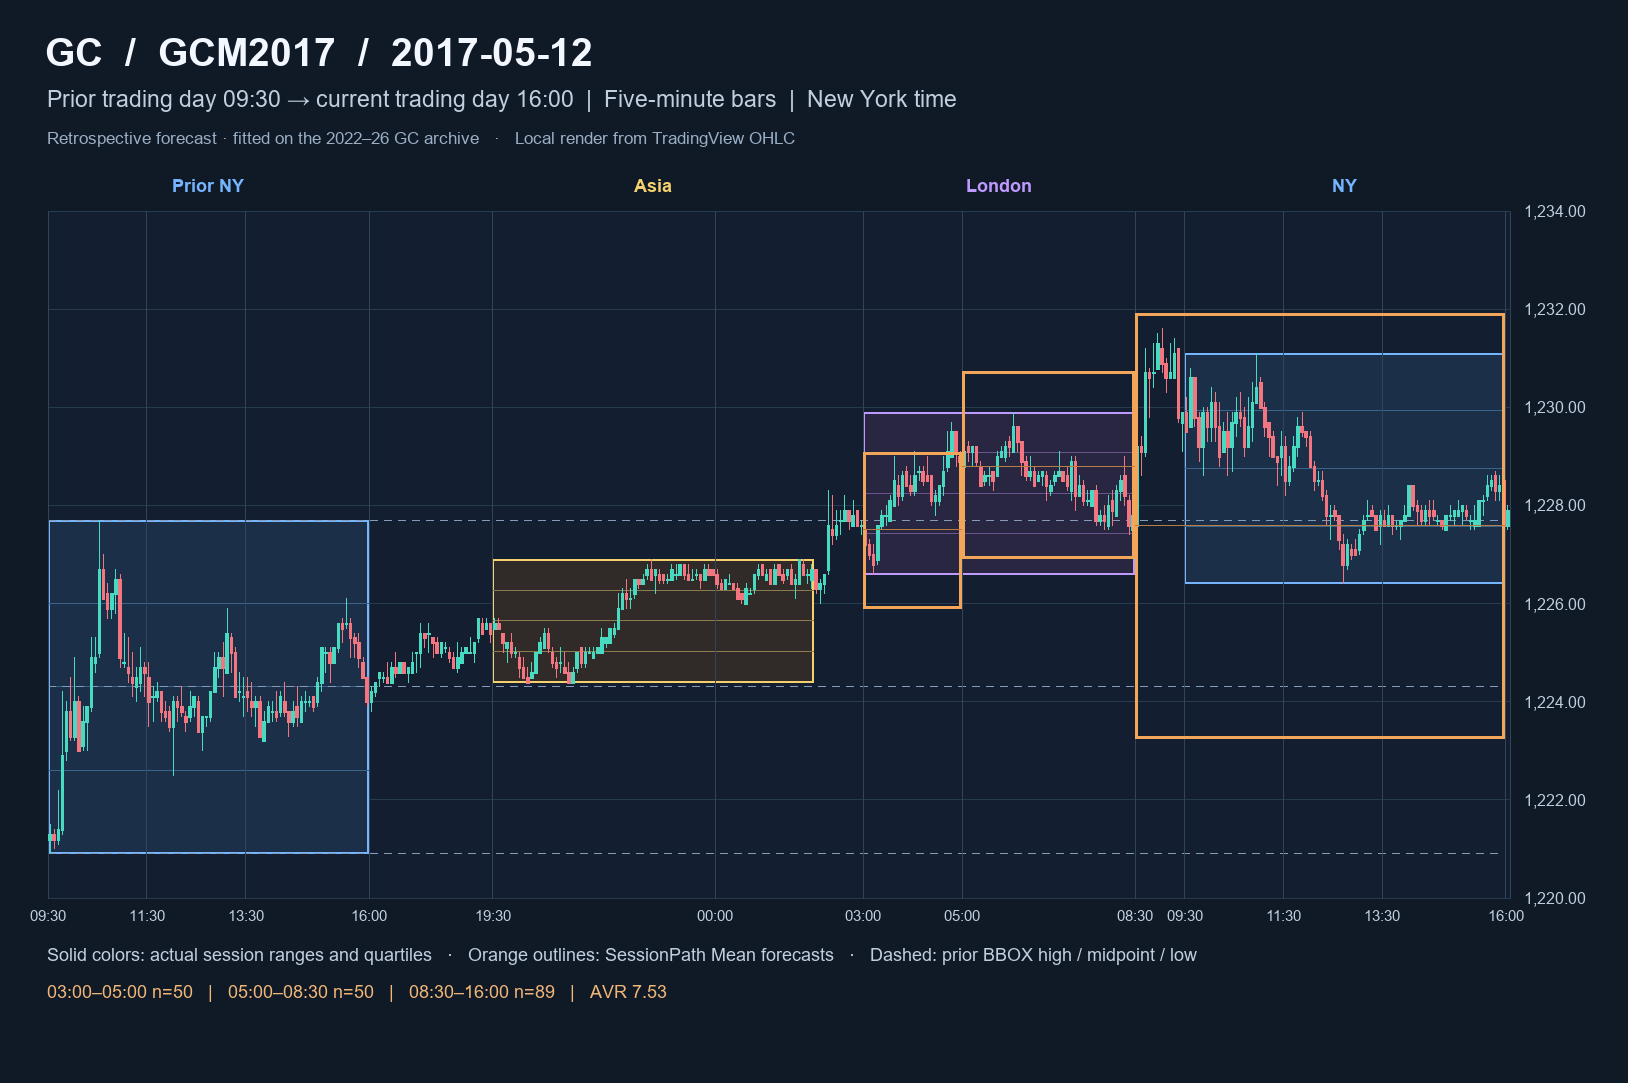 GC / GCM2017 / 2017-05-12
Prior trading day 09:30 → current trading day 16:00 | Five-minute bars | New York time
Retrospective forecast · fitted on the 2022–26 GC archive · Local render from TradingView OHLC
Prior NY Asia London NY
1,234.00
1,232.00
1,230.00
1,228.00
1,226.00
1,224.00
1,222.00
1,220.00
09:30 11:30 13:30 16:00 19:30 00:00 03:00 05:00 08:30 09:30 11:30 13:30 16:00
Solid colors: actual session ranges and quartiles · Orange outlines: SessionPath Mean forecasts · Dashed: prior BBOX high / midpoint / low
03:00–05:00 n=50 | 05:00–08:30 n=50 | 08:30–16:00 n=89 | AVR 7.53